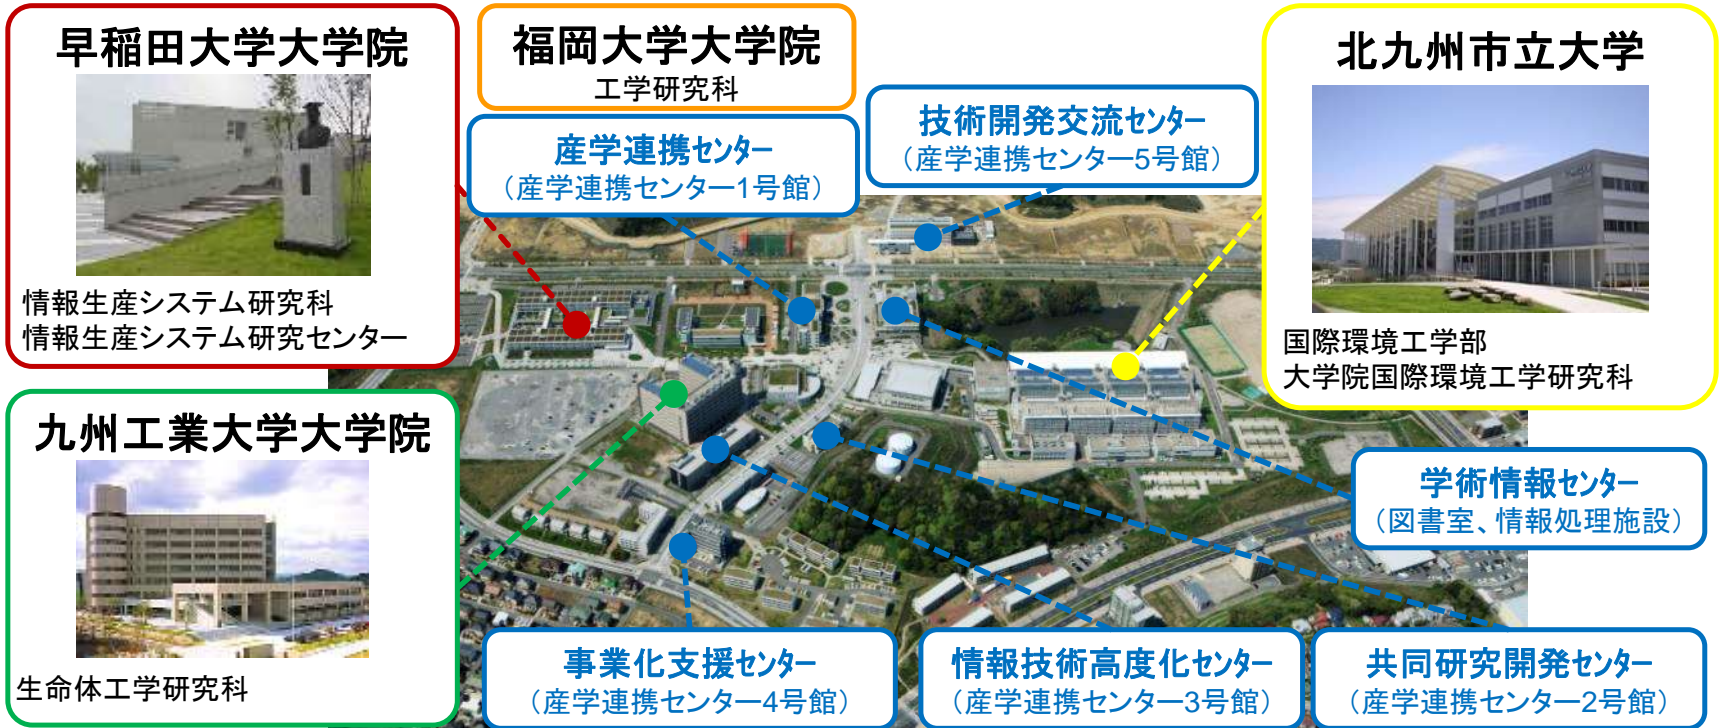 早稲田大学大学院
情報生産システム研究科
情報生産システム研究センター
福岡大学大学院
工学研究科
産学連携センター
（産学連携センター1号館）
技術開発交流センター
（産学連携センター5号館）
北九州市立大学
国際環境工学部
大学院国際環境工学研究科
九州工業大学大学院
生命体工学研究科
学術情報センター
（図書室、情報処理施設）
事業化支援センター
（産学連携センター4号館）
情報技術高度化センター
（産学連携センター3号館）
共同研究開発センター
（産学連携センター2号館）